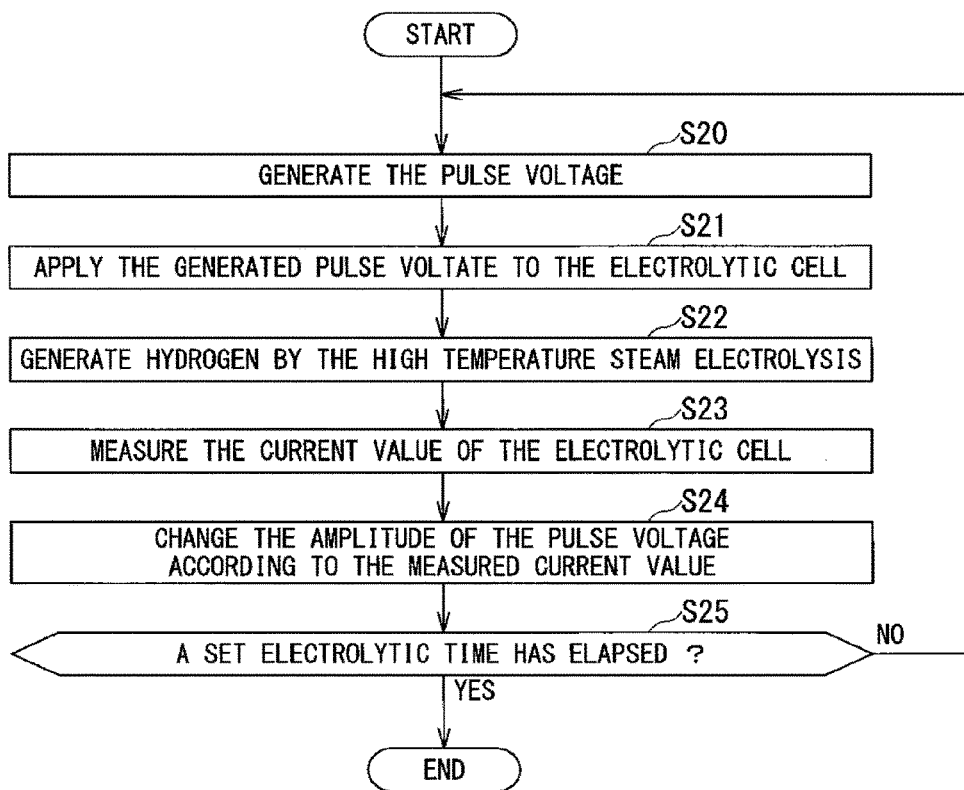 START
S20
GENERATE THE PULSE VOLTAGE
S21
APPLY THE GENERATED PULSE VOLTATE TO THE ELECTROLYTIC CELL
S22
GENERATE HYDROGEN BY THE HIGH TEMPERATURE STEAM ELECTROLYSIS
S23
MEASURE THE CURRENT VALUE OF THE ELECTROLYTIC CELL
S24
CHANGE THE AMPLITUDE OF THE PULSE VOLTAGE
ACCORDING TO THE MEASURED CURRENT VALUE
S25
A SET ELECTROLYTIC TIME HAS ELAPSED ?
NO
YES
END